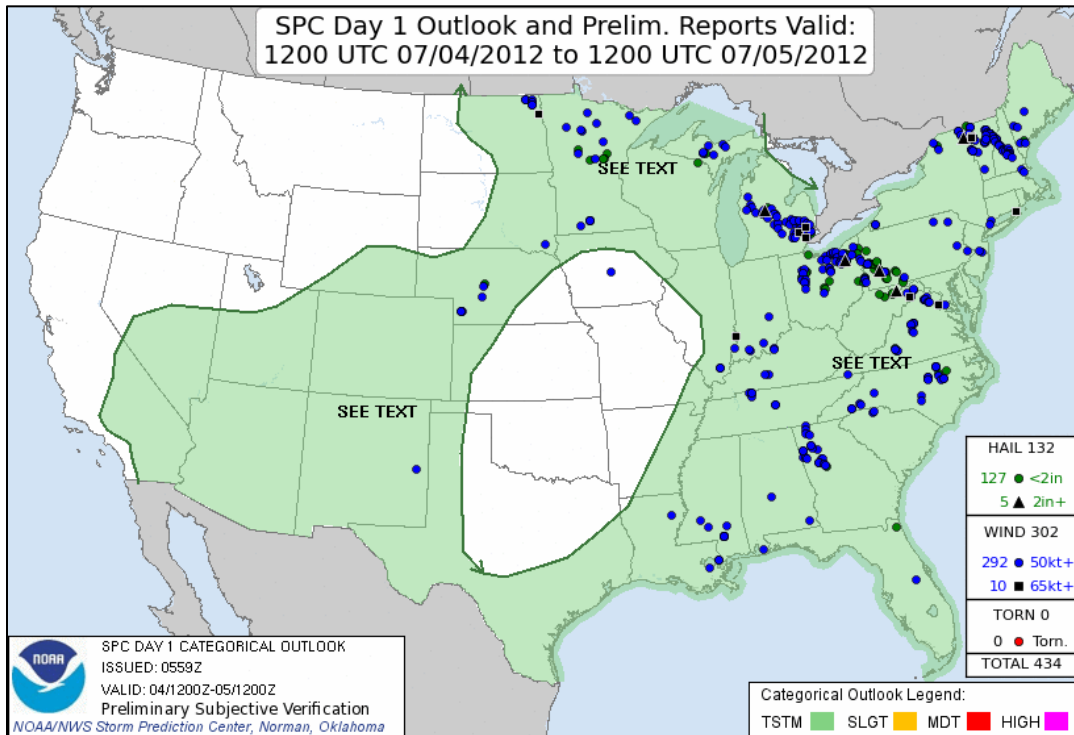 SPC Day 1 Outlook and Prelim. Reports Valid:
1200 UTC 07/04/2012 to 1200 UTC 07/05/2012
SEE TEXT
SEE TEXT
SEE TEXT
HAIL 132
127 <2in
5 2in+
WIND 302
292 50kt+
10 65kt+
TORN 0
0 Torn.
TOTAL 434
NOAA
SPC DAY 1 CATEGORICAL OUTLOOK
ISSUED: 0559Z
VALID: 04/1200Z-05/1200Z
Preliminary Subjective Verification
NOAA/NWS Storm Prediction Center, Norman, Oklahoma
Categorical Outlook Legend:
TSTM SLGT MDT HIGH